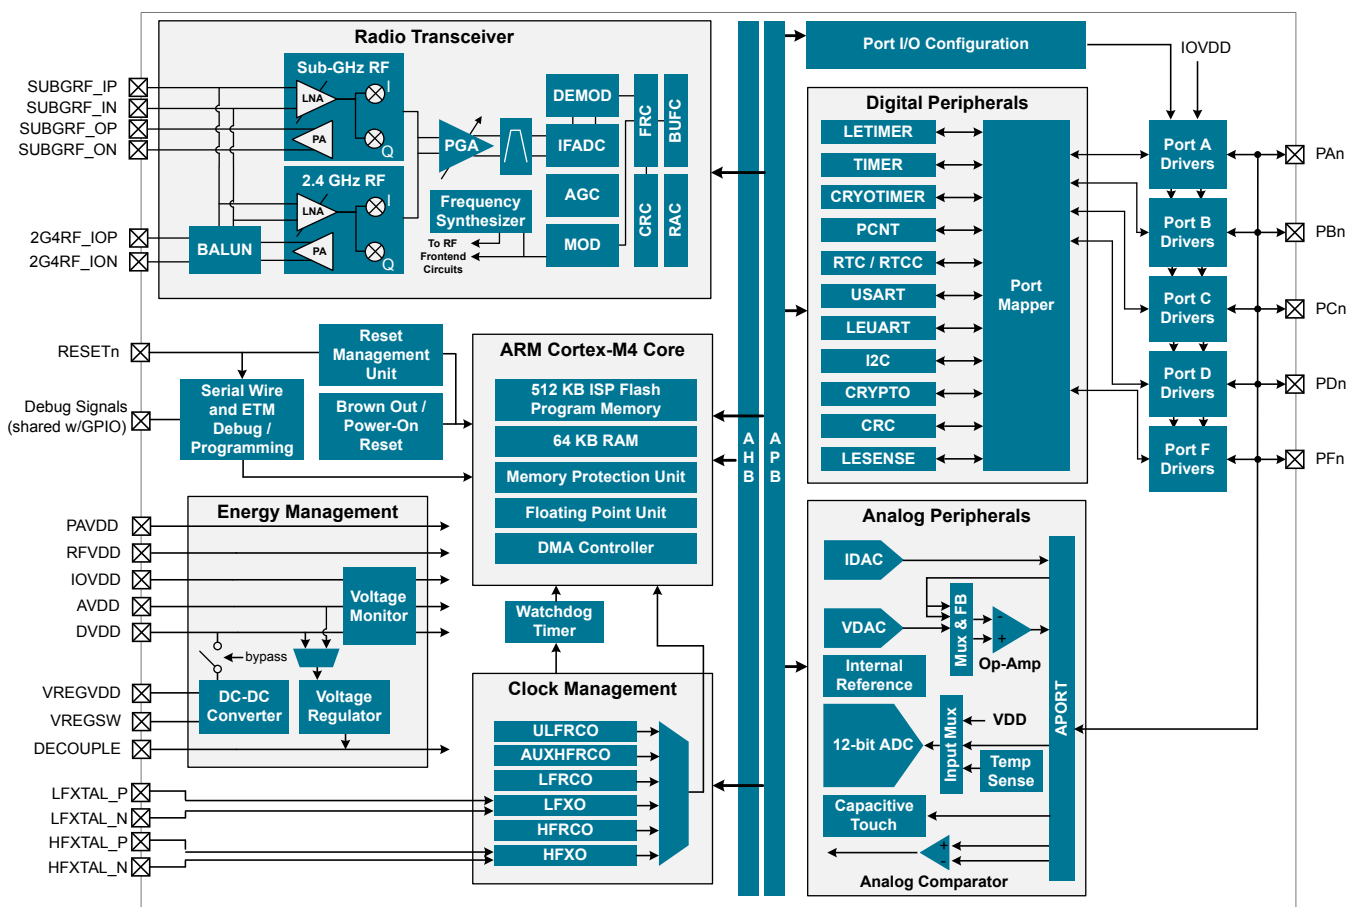 Radio Transceiver
SUBGRF_IP
SUBGRF_IN
SUBGRF_OP
SUBGRF_ON
2G4RF_IOP
2G4RF_ION
Sub-GHz RF
LNA
I
PA
Q
2.4 GHz RF
LNA
I
PA
Q
BALUN
PGA
Frequency
Synthesizer
To RF
Frontend
Circuits
DEMOD
IFADC
AGC
MOD
FRC
BUFC
CRC
RAC
RESETn
Debug Signals
(shared w/GPIO)
Reset
Management
Unit
Serial Wire
and ETM
Debug /
Programming
Brown Out /
Power-On
Reset
ARM Cortex-M4 Core
512 KB ISP Flash
Program Memory
64 KB RAM
Memory Protection Unit
Floating Point Unit
DMA Controller
Watchdog
Timer
Energy Management
PAVDD
RFVDD
IOVDD
AVDD
DVDD
VREGVDD
VREGSW
DECOUPLE
Voltage
Monitor
bypass
DC-DC
Converter
Voltage
Regulator
Clock Management
LFXTAL_P
LFXTAL_N
HFXTAL_P
HFXTAL_N
ULFRCO
AUXHFRCO
LFRCO
LFXO
HFRCO
HFXO
AHB
APB
Port I/O Configuration
IOVDD
Digital Peripherals
LETIMER
TIMER
CRYOTIMER
PCNT
RTC / RTCC
USART
LEUART
I2C
CRYPTO
CRC
LESENSE
Port
Mapper
Port A
Drivers
Port B
Drivers
Port C
Drivers
Port D
Drivers
Port F
Drivers
PAn
PBn
PCn
PDn
PFn
Analog Peripherals
IDAC
VDAC
Mux & FB
-
+
Op-Amp
Internal
Reference
12-bit ADC
Input Mux
VDD
Temp
Sense
Capacitive
Touch
+
-
Analog Comparator
APORT